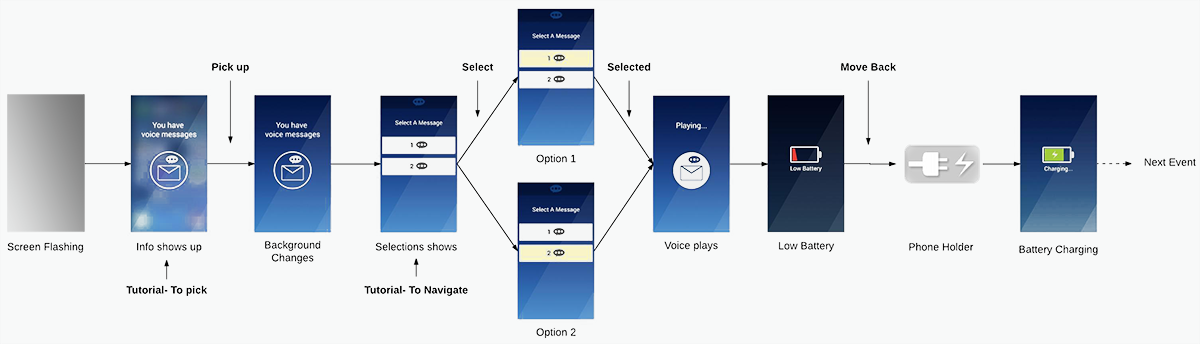 Screen Flashing
You have
voice messages
Info shows up
Tutorial- To pick
Pick up
You have
voice messages
Background
Changes
Select A Message
1
2
Selections shows
Tutorial- To Navigate
Select
Select A Message
1
2
Option 1
Select A Message
1
2
Option 2
Selected
Playing...
Voice plays
Low Battery
Low Battery
Move Back
Phone Holder
Charging...
Battery Charging
Next Event